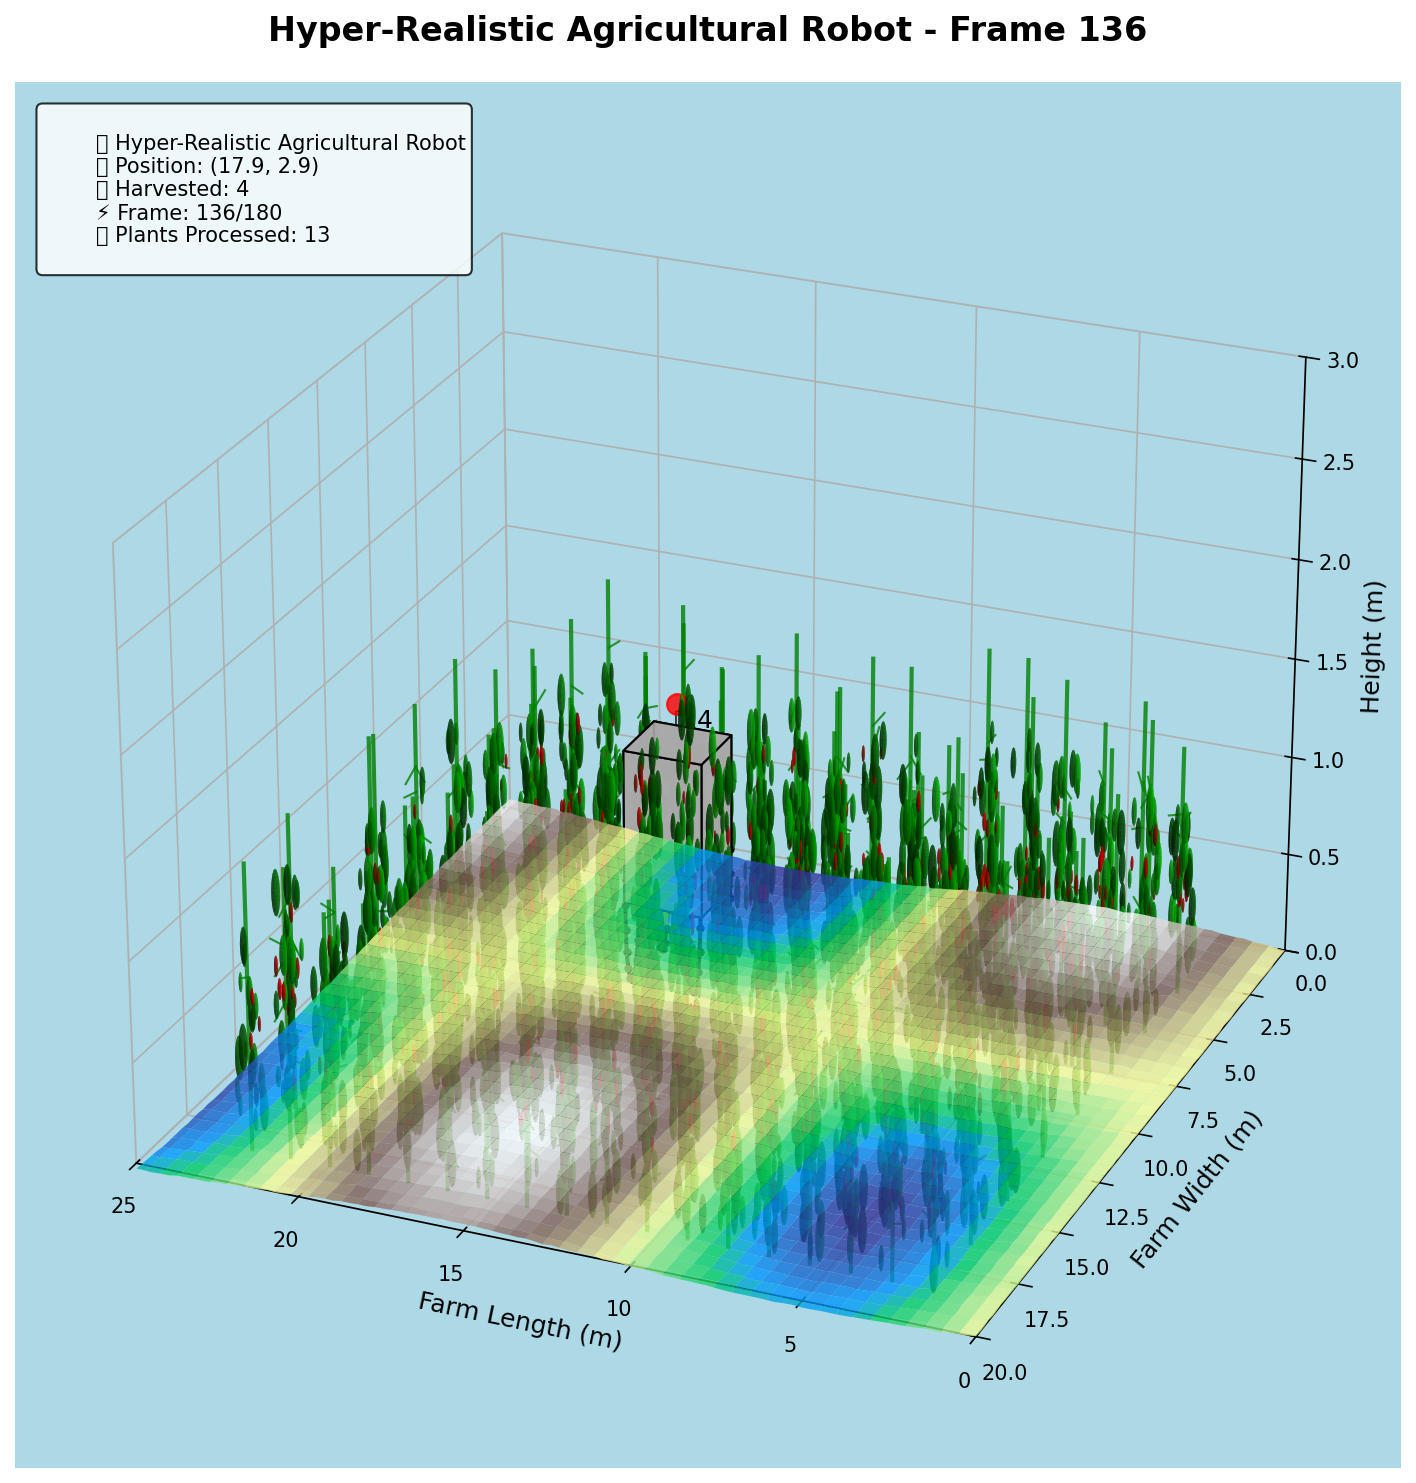 Hyper-Realistic Agricultural Robot - Frame 136
Hyper-Realistic Agricultural Robot
Position: (17.9, 2.9)
Harvested: 4
⚡ Frame: 136/180
Plants Processed: 13
4
3.0
2.5
2.0
1.5
1.0
0.5
0.0
Height (m)
0.0
2.5
5.0
7.5
10.0
12.5
15.0
17.5
20.0
Farm Width (m)
25
20
15
10
5
0
Farm Length (m)